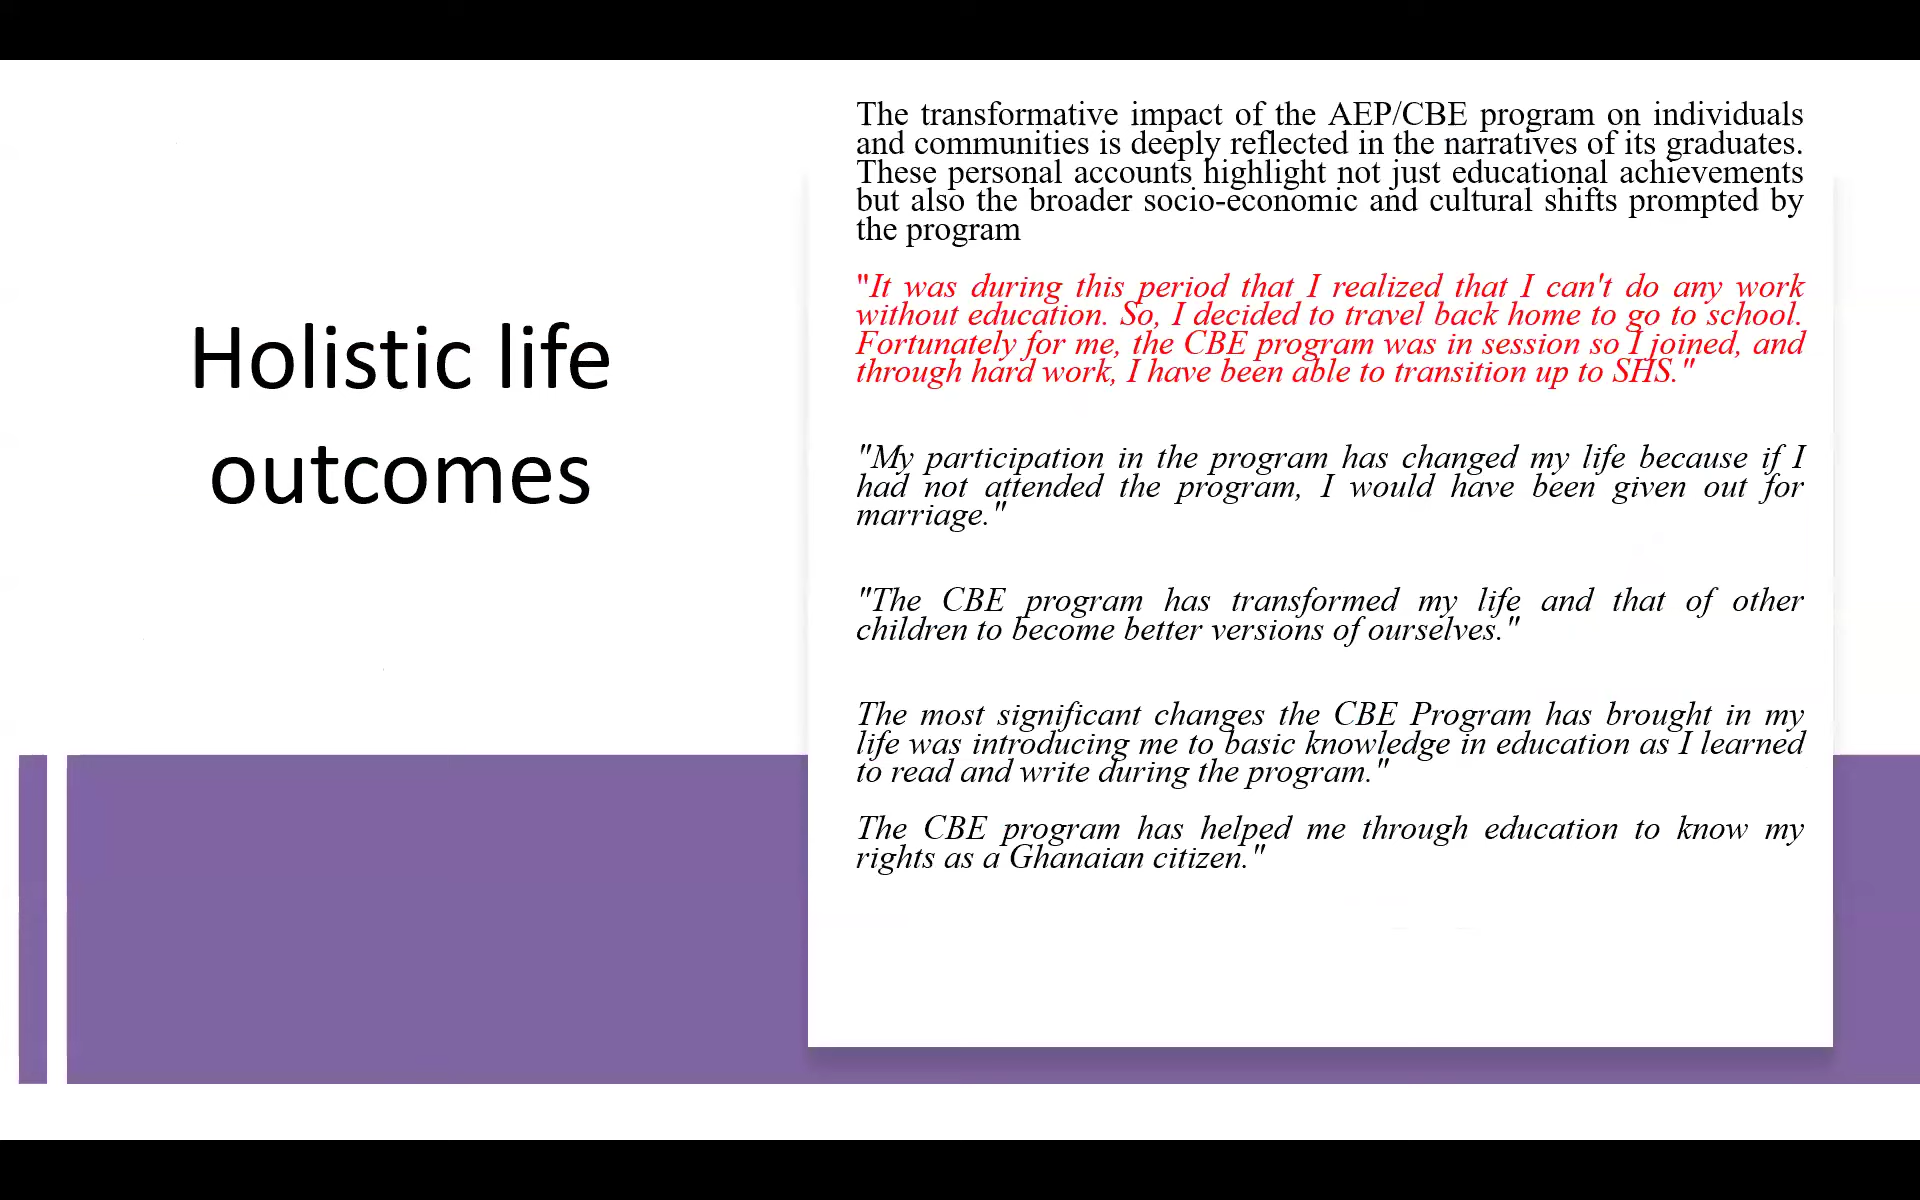 Holistic life
outcomes
The transformative impact of the AEP/CBE program on individuals
and communities is deeply reflected in the narratives of its graduates.
These personal accounts highlight not just educational achievements
but also the broader socio-economic and cultural shifts prompted by
the program
"It was during this period that I realized that I can't do any work
without education. So, I decided to travel back home to go to school.
Fortunately for me, the CBE program was in session so I joined, and
through hard work, I have been able to transition up to SHS."
"My participation in the program has changed my life because if I
had not attended the program, I would have been given out for
marriage."
"The CBE program has transformed my life and that of other
children to become better versions of ourselves."
The most significant changes the CBE Program has brought in my
life was introducing me to basic knowledge in education as I learned
to read and write during the program."
The CBE program has helped me through education to know my
rights as a Ghanaian citizen."